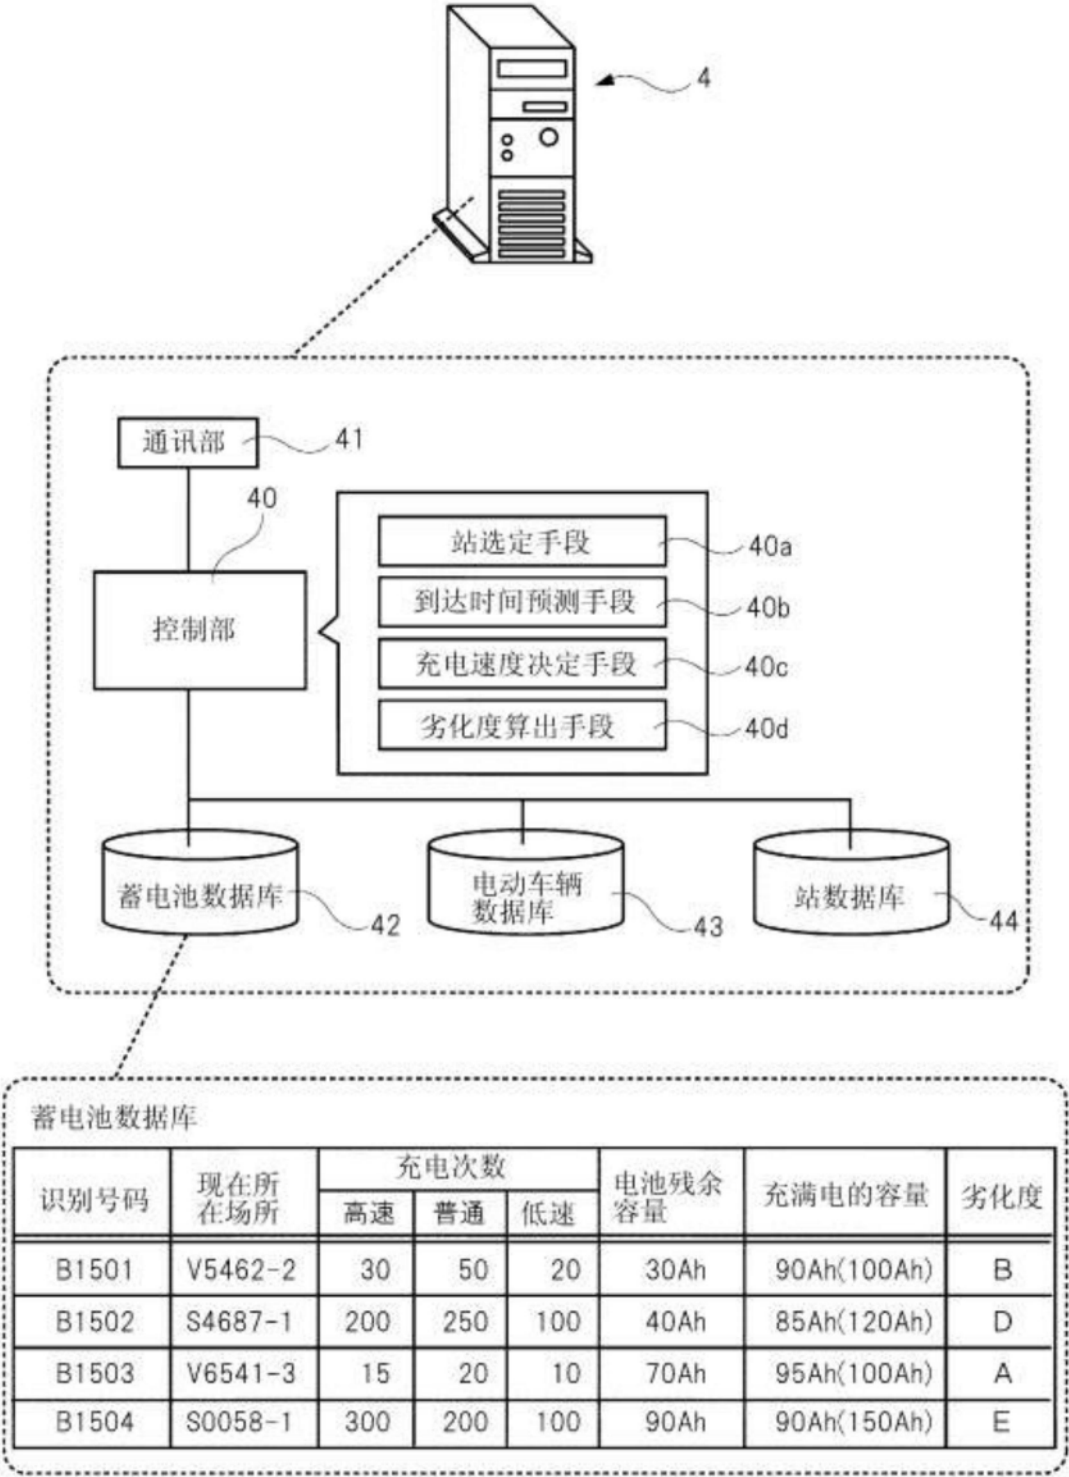 4
通讯部
41
40
控制部
站选定手段
40a
到达时间预测手段
40b
充电速度决定手段
40c
劣化度算出手段
40d
蓄电池数据库
42
电动车辆
数据库
43
站数据库
44
蓄电池数据库
识别号码 现在所在场所 充电次数 电池残余容量 充满电的容量 劣化度
高速 普通 低速
B1501 V5462-2 30 50 20 30Ah 90Ah(100Ah) B
B1502 S4687-1 200 250 100 40Ah 85Ah(120Ah) D
B1503 V6541-3 15 20 10 70Ah 95Ah(100Ah) A
B1504 S0058-1 300 200 100 90Ah 90Ah(150Ah) E